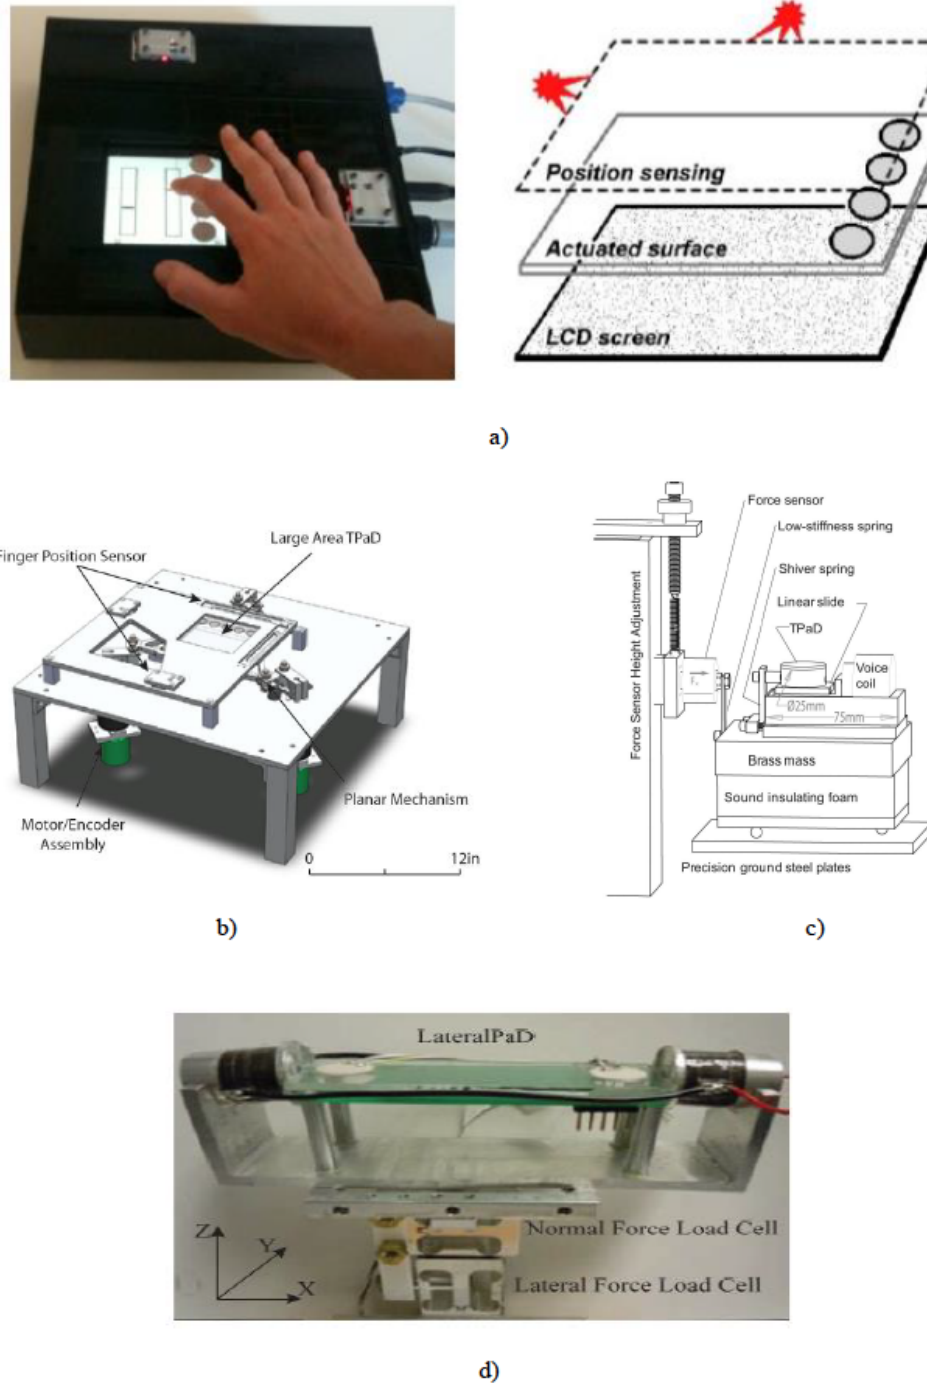 Position sensing
Actuated surface
LCD screen
a)
Large Area TPaD
Finger Position Sensor
Motor/Encoder
Assembly
Planar Mechanism
0
12in
b)
Force sensor
Low-stiffness spring
Shiver spring
Linear slide
TPaD
Voice
coil
Force Sensor Height Adjustment
Ø25mm
75mm
Brass mass
Sound insulating foam
Precision ground steel plates
c)
LateralPaD
Normal Force Load Cell
Lateral Force Load Cell
Z
Y
X
d)